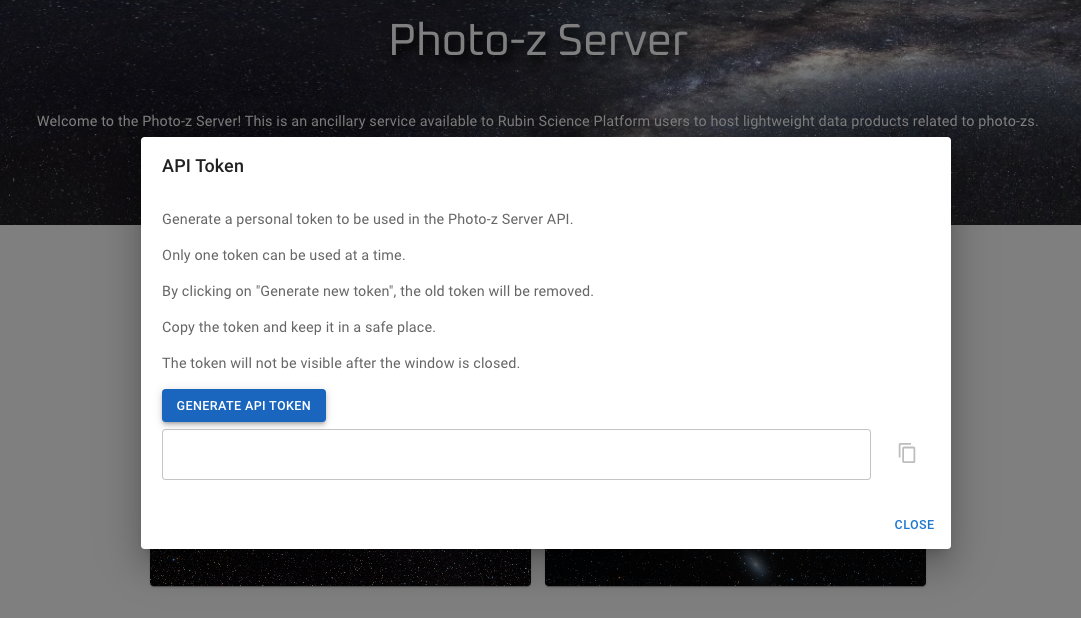 Photo-z Server
Welcome to the Photo-z Server! This is an ancillary service available to Rubin Science Platform users to host lightweight data products related to photo-zs.
API Token
Generate a personal token to be used in the Photo-z Server API.
Only one token can be used at a time.
By clicking on "Generate new token", the old token will be removed.
Copy the token and keep it in a safe place.
The token will not be visible after the window is closed.
GENERATE API TOKEN
CLOSE